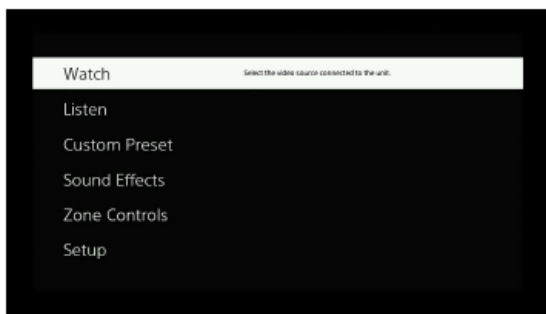 Watch Select the video source connected to the unit.
Listen
Custom Preset
Sound Effects
Zone Controls
Setup